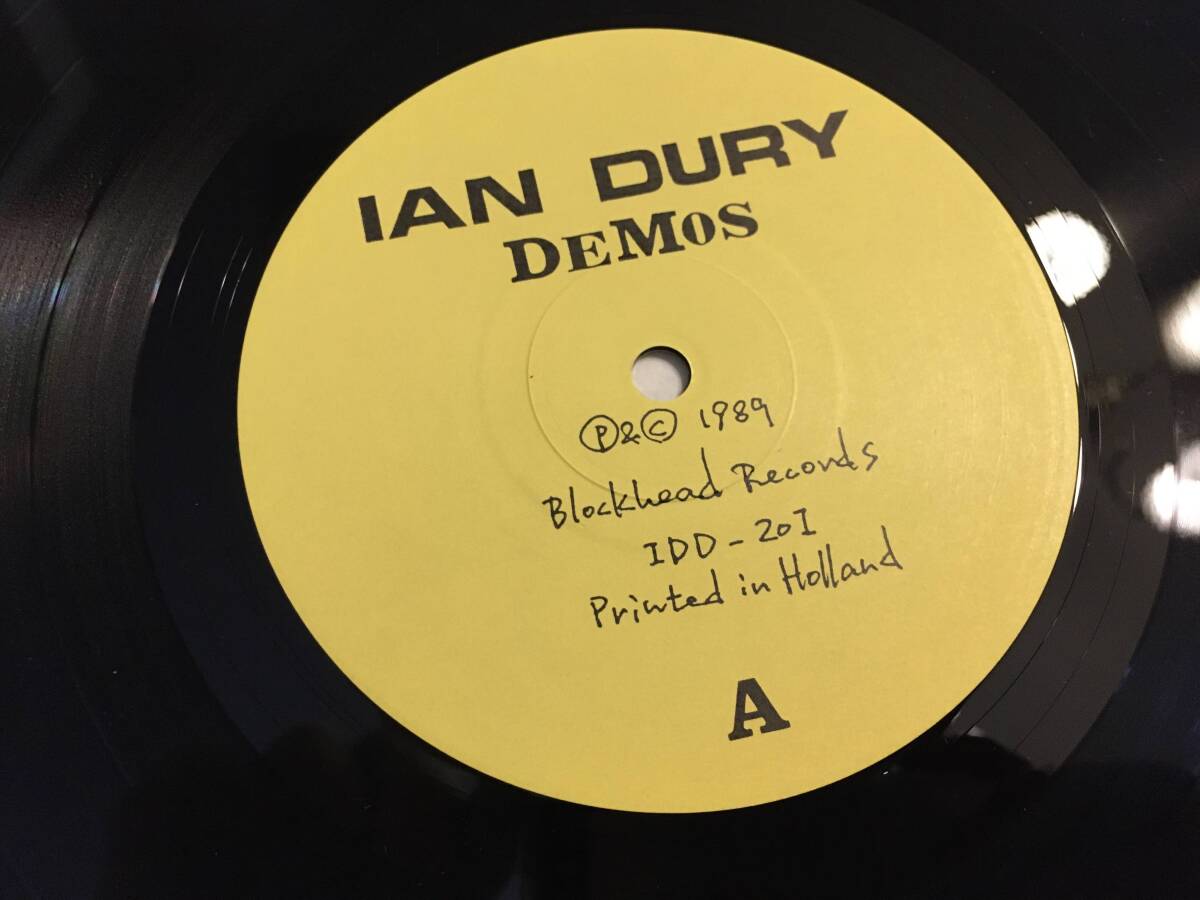 IAN DURY
DEMOS
Ⓟ&© 1989
Blockhead Records
IDD-201
Printed in Holland
A